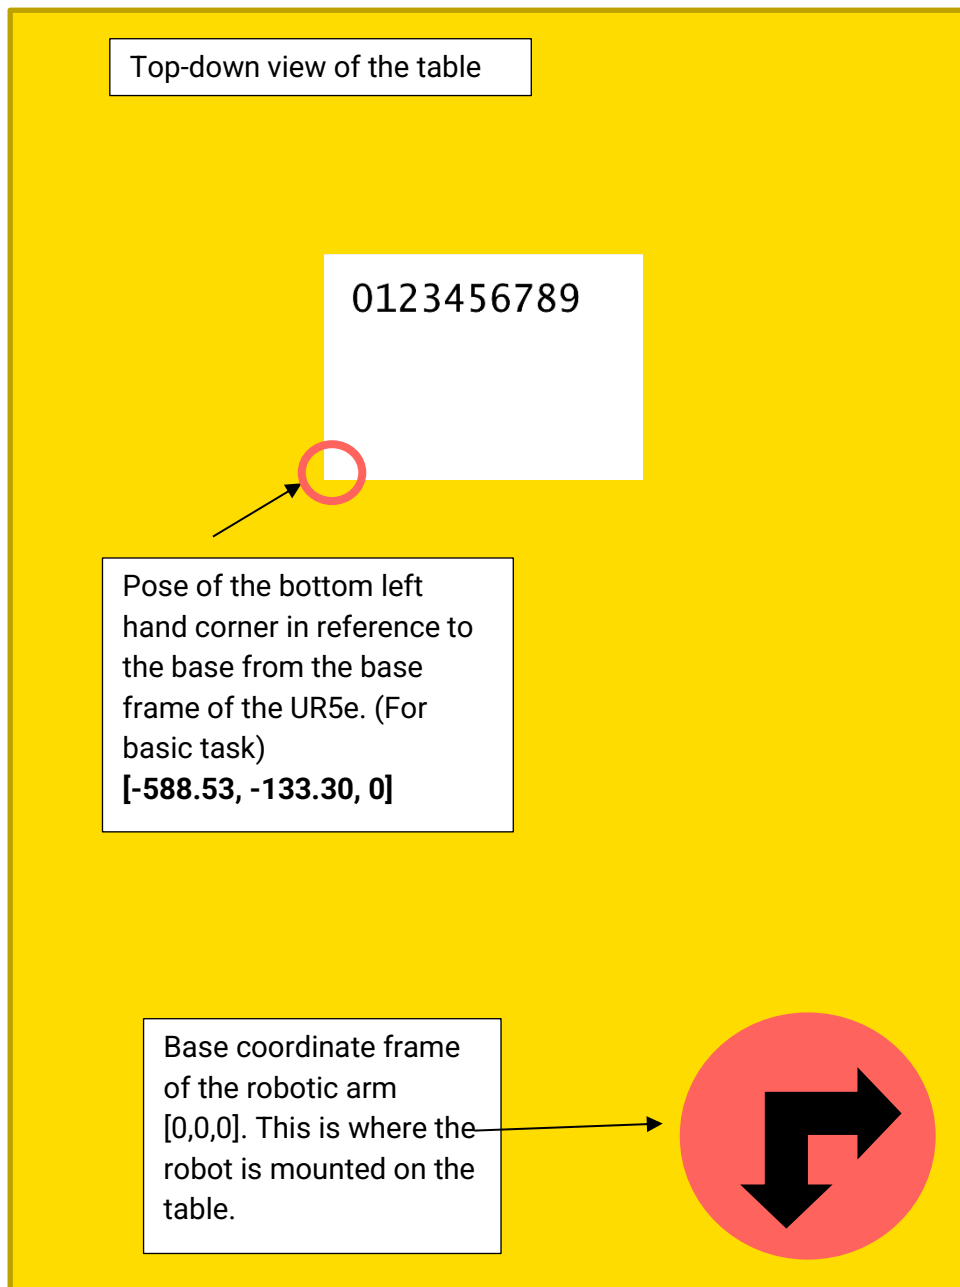 Top-down view of the table
0123456789
Pose of the bottom left
hand corner in reference to
the base from the base
frame of the UR5e. (For
basic task)
[-588.53, -133.30, 0]
Base coordinate frame
of the robotic arm
[0,0,0]. This is where the
robot is mounted on the
table.